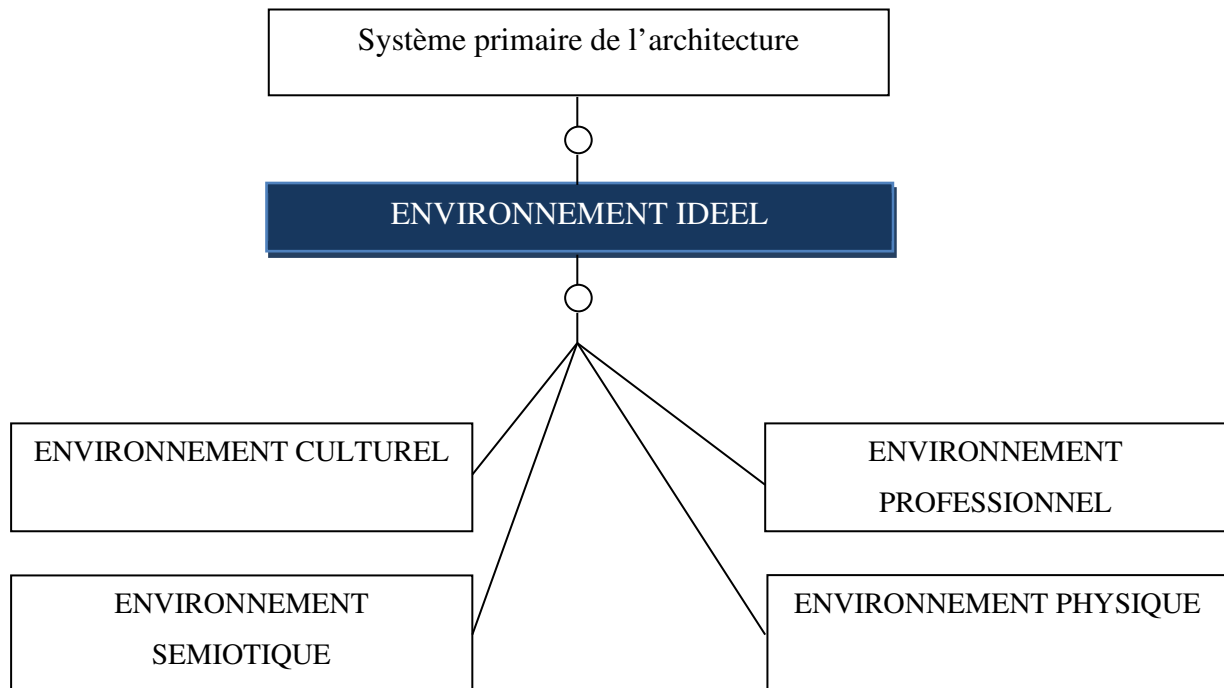 Système primaire de l’architecture
ENVIRONNEMENT IDEEL
ENVIRONNEMENT CULTUREL
ENVIRONNEMENT
PROFESSIONNEL
ENVIRONNEMENT
SEMIOTIQUE
ENVIRONNEMENT PHYSIQUE